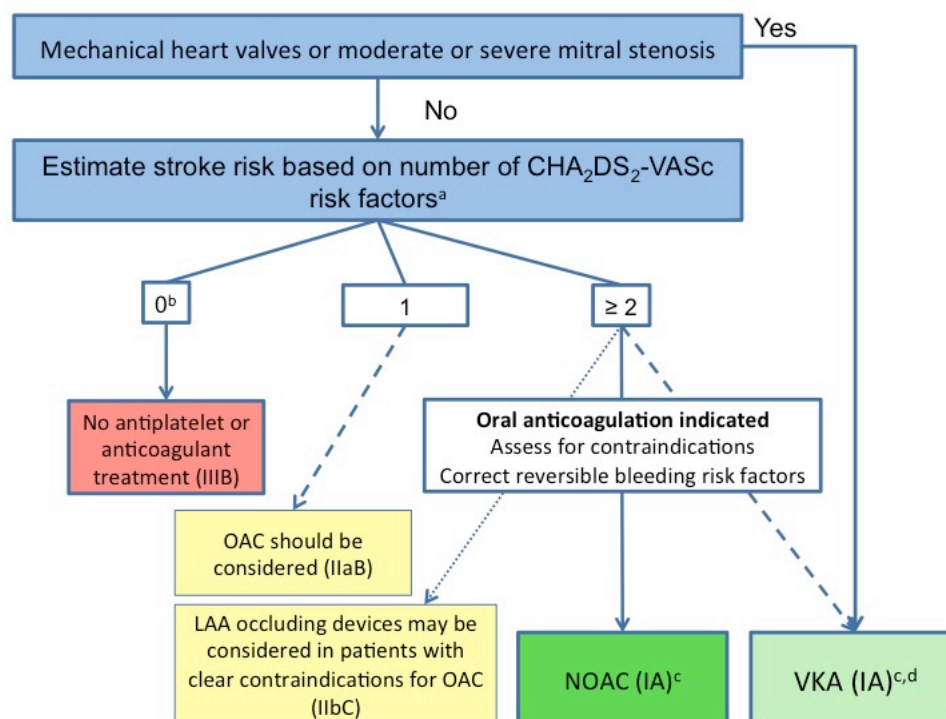 Mechanical heart valves or moderate or severe mitral stenosis
Yes
No
Estimate stroke risk based on number of CHA₂DS₂-VASc
risk factorsᵃ
0ᵇ
1
≥ 2
No antiplatelet or
anticoagulant
treatment (IIIB)
Oral anticoagulation indicated
Assess for contraindications
Correct reversible bleeding risk factors
OAC should be
considered (IIaB)
LAA occluding devices may be
considered in patients with
clear contraindications for OAC
(IIbC)
NOAC (IA)ᶜ
VKA (IA)ᶜ,ᵈ